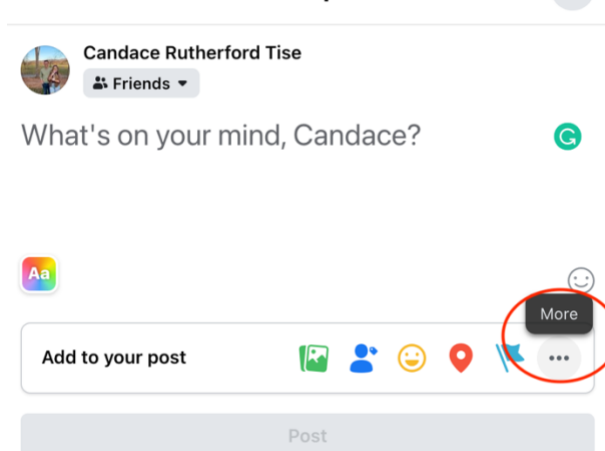 Candace Rutherford Tise
Friends
What's on your mind, Candace?
Aa
More
Add to your post
Post